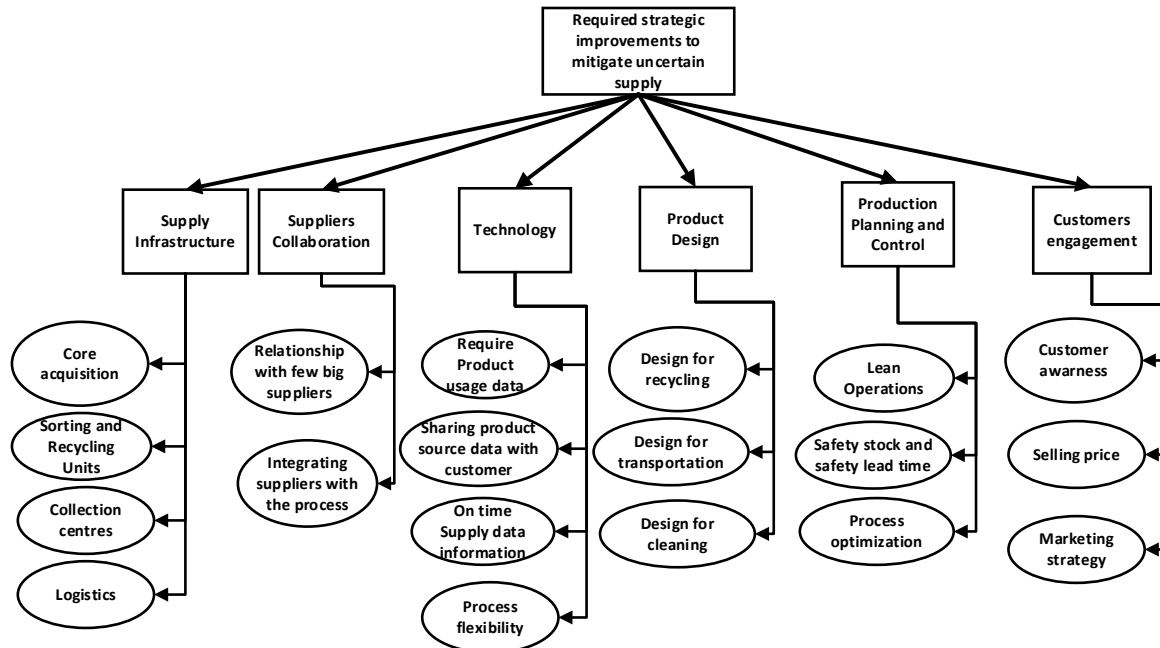 Required strategic
improvements to
mitigate uncertain
supply
Supply
Infrastructure
Suppliers
Collaboration
Technology
Product
Design
Production
Planning and
Control
Customers
engagement
Core
acquisition
Sorting and
Recycling
Units
Collection
centres
Logistics
Relationship
with few big
suppliers
Integrating
suppliers with
the process
Require
Product
usage data
Sharing product
source data with
customer
On time
Supply data
information
Process
flexibility
Design for
recycling
Design for
transportation
Design for
cleaning
Lean
Operations
Safety stock and
safety lead time
Process
optimization
Customer
awarness
Selling price
Marketing
strategy